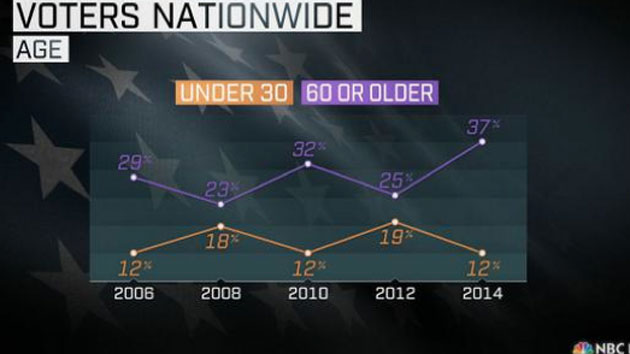 VOTERS NATIONWIDE
AGE
UNDER 30 60 OR OLDER
29% 23% 32% 25% 37%
12% 18% 12% 19% 12%
2006 2008 2010 2012 2014
NBC